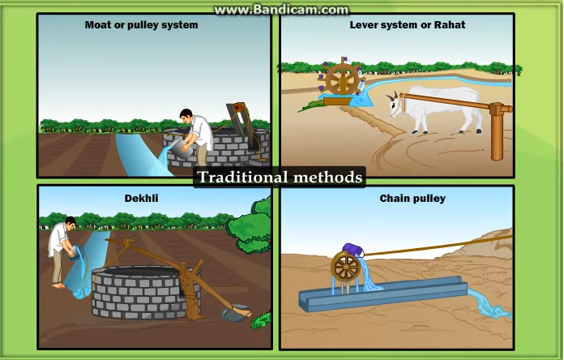 www.Bandicam.com
Moat or pulley system
Lever system or Rahat
Traditional methods
Dekhli
Chain pulley